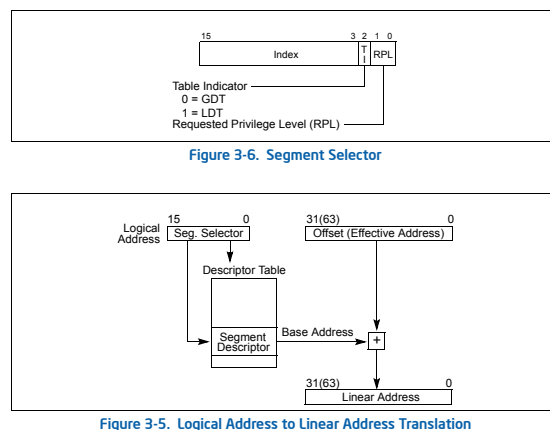 15 3 2 1 0
Index TI RPL
Table Indicator
0 = GDT
1 = LDT
Requested Privilege Level (RPL)
Figure 3-6. Segment Selector
15 0 31(63) 0
Logical Address Seg. Selector Offset (Effective Address)
Descriptor Table
Segment Descriptor Base Address +
31(63) 0
Linear Address
Figure 3-5. Logical Address to Linear Address Translation